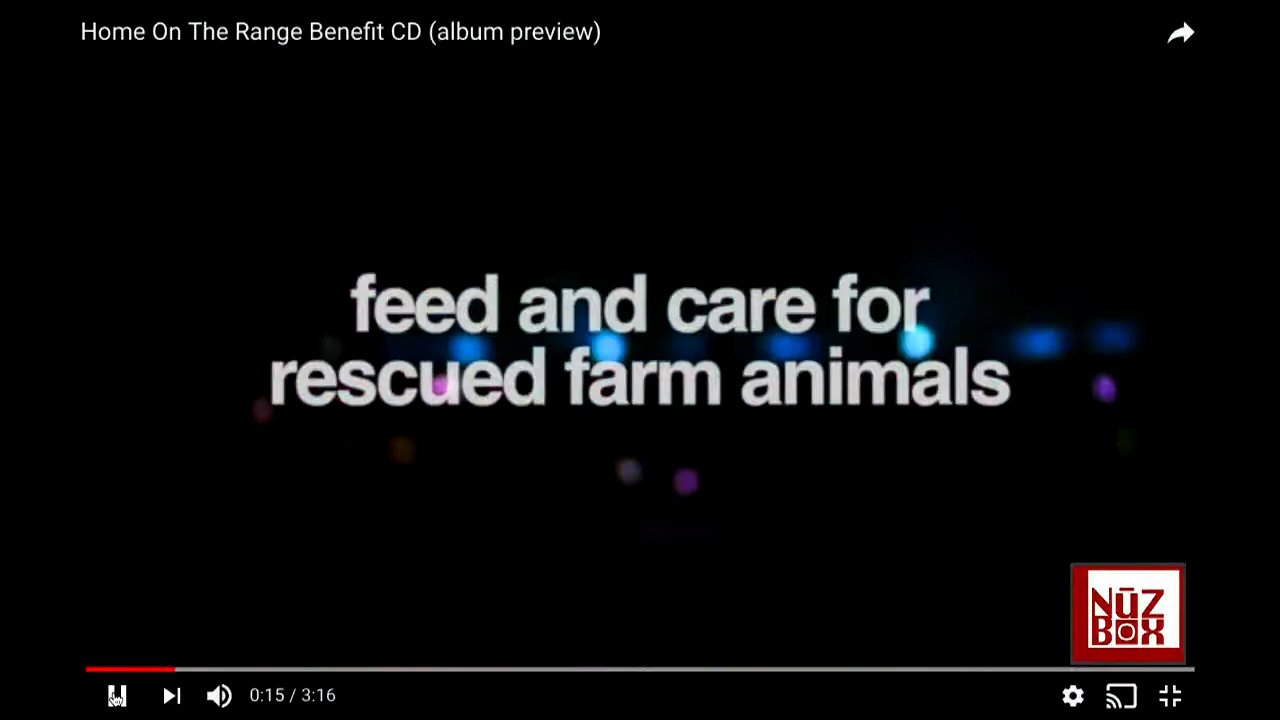 Home On The Range Benefit CD (album preview)
feed and care for
rescued farm animals
NūZ
BOX
0:15 / 3:16